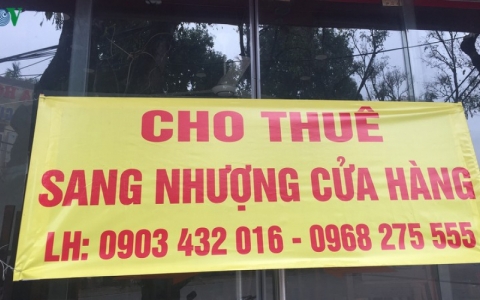 CHO THUÊ
SANG NHƯỢNG CỬA HÀNG
LH: 0903 432 016 - 0968 275 555